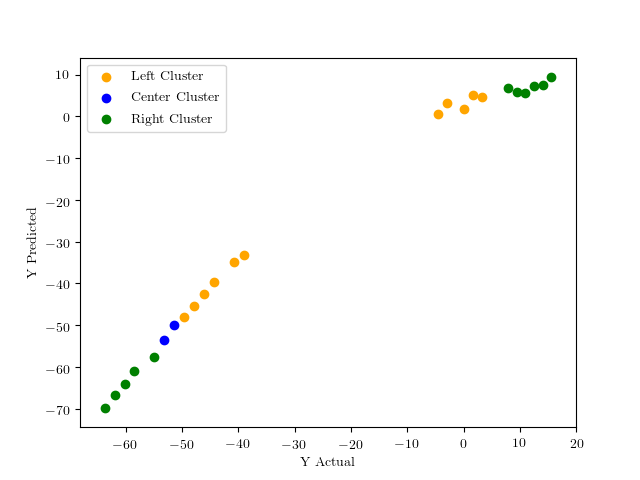 Left Cluster
Center Cluster
Right Cluster
10
0
−10
−20
−30
−40
−50
−60
−70
Y Predicted
−60 −50 −40 −30 −20 −10 0 10 20
Y Actual